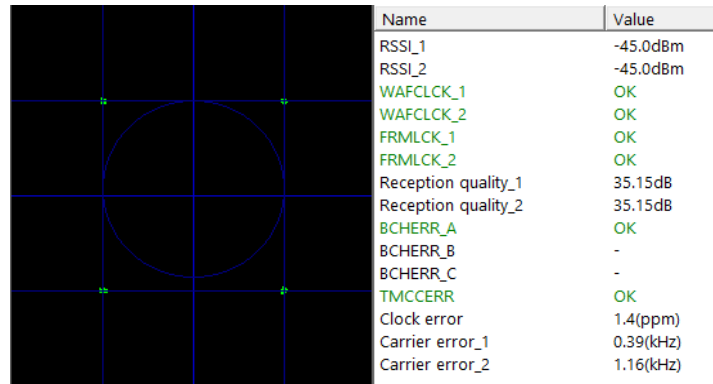 Name Value
RSSI_1 -45.0dBm
RSSI_2 -45.0dBm
WAFCLCK_1 OK
WAFCLCK_2 OK
FRMLCK_1 OK
FRMLCK_2 OK
Reception quality_1 35.15dB
Reception quality_2 35.15dB
BCHERR_A OK
BCHERR_B -
BCHERR_C -
TMCCERR OK
Clock error 1.4(ppm)
Carrier error_1 0.39(kHz)
Carrier error_2 1.16(kHz)